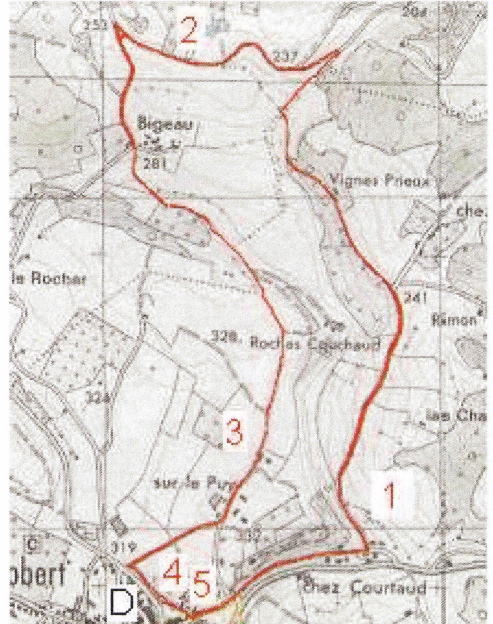 253
2
237
204
Bigeau
281
Vignes Prieux
che.
le Rocher
241
Rimon
328
Roches Couchaud
324
les Cha
3
sur le Puy
1
319
obert
4
5
D
chez Courtaud